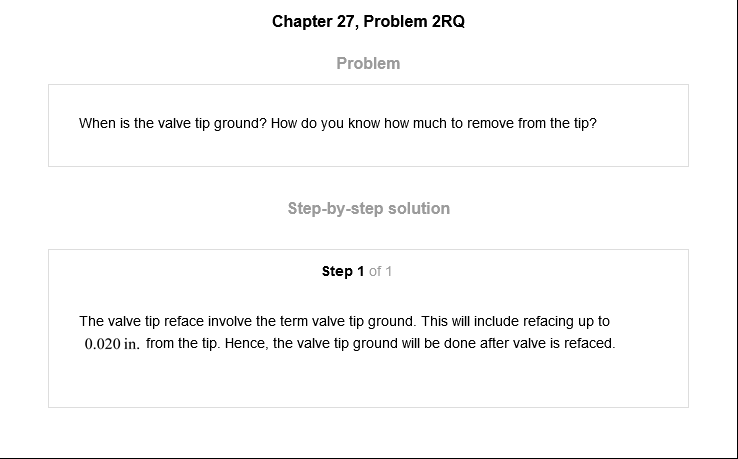 Chapter 27, Problem 2RQ
Problem
When is the valve tip ground? How do you know how much to remove from the tip?
Step-by-step solution
Step 1 of 1
The valve tip reface involve the term valve tip ground. This will include refacing up to
0.020 in. from the tip. Hence, the valve tip ground will be done after valve is refaced.